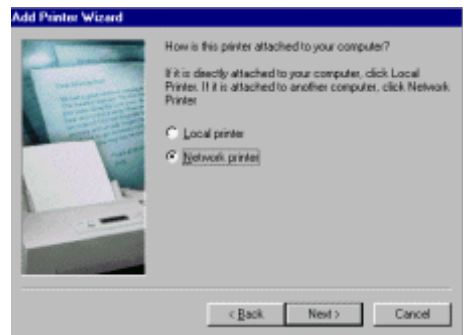 Add Printer Wizard
How is this printer attached to your computer?
If it is directly attached to your computer, click Local
Printer. If it is attached to another computer, click Network
Printer
Local printer
Network printer
< Back
Next >
Cancel